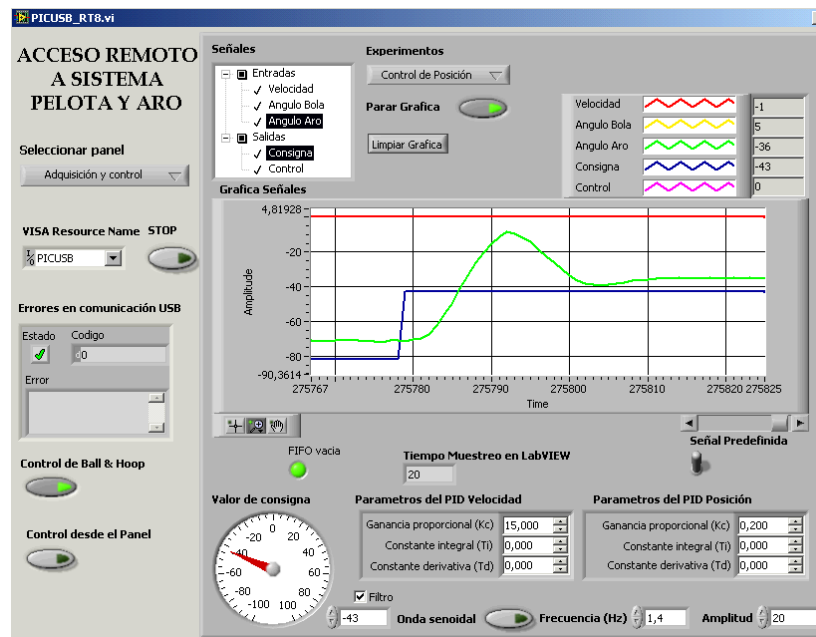 PICUSB_RT8.vi
ACCESO REMOTO
A SISTEMA
PELOTA Y ARO
Seleccionar panel
Adquisición y control
VISA Resource Name STOP
PICUSB
Errores en comunicación USB
Estado Codigo
0
Error
Control de Ball & Hoop
Control desde el Panel
Señales
Entradas
Velocidad
Angulo Bola
Angulo Aro
Salidas
Consigna
Control
Experimentos
Control de Posición
Parar Grafica
Limpiar Grafica
Velocidad -1
Angulo Bola 5
Angulo Aro -36
Consigna -43
Control 0
Grafica Señales
4,81928
-20
-40
-60
-80
-90,3614
Amplitude
275767 275780 275790 275800 275810 275820 275825
Time
FIFO vacia
Tiempo Muestreo en LabVIEW
20
Señal Predefinida
Valor de consigna
-100 -80 -60 -40 -20 0 20 40 60 80 100
-43
Parametros del PID Velocidad
Ganancia proporcional (Kc) 15,000
Constante integral (Ti) 0,000
Constante derivativa (Td) 0,000
Parametros del PID Posición
Ganancia proporcional (Kc) 0,200
Constante integral (Ti) 0,000
Constante derivativa (Td) 0,000
Filtro
Onda senoidal Frecuencia (Hz) 1,4 Amplitud 20